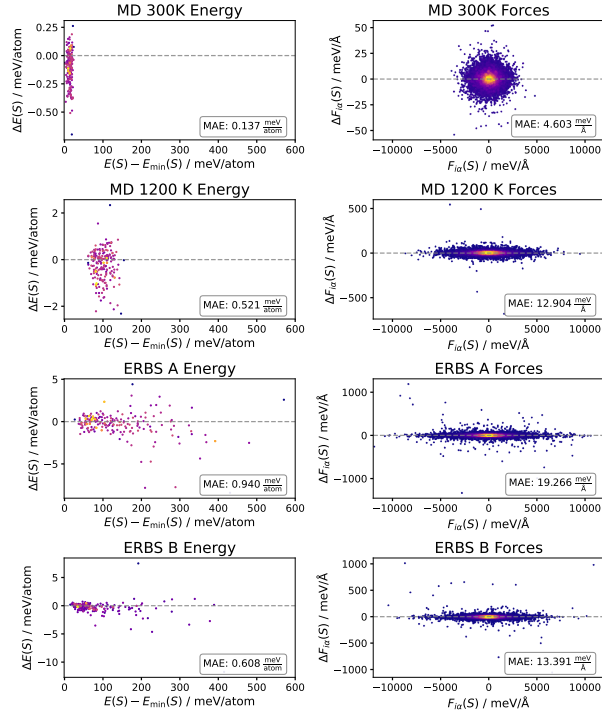 MD 300K Energy
0.25
0.00
−0.25
−0.50
ΔE(S) / meV/atom
MAE: 0.137 meV/atom
0 100 200 300 400 500 600
E(S) − E_min(S) / meV/atom
MD 300K Forces
50
25
0
−25
−50
ΔF_iα(S) / meV/Å
MAE: 4.603 meV/Å
−10000 −5000 0 5000 10000
F_iα(S) / meV/Å
MD 1200 K Energy
2
0
−2
ΔE(S) / meV/atom
MAE: 0.521 meV/atom
0 100 200 300 400 500 600
E(S) − E_min(S) / meV/atom
MD 1200 K Forces
500
0
−500
ΔF_iα(S) / meV/Å
MAE: 12.904 meV/Å
−10000 −5000 0 5000 10000
F_iα(S) / meV/Å
ERBS A Energy
5
0
−5
ΔE(S) / meV/atom
MAE: 0.940 meV/atom
0 100 200 300 400 500 600
E(S) − E_min(S) / meV/atom
ERBS A Forces
1000
0
−1000
ΔF_iα(S) / meV/Å
MAE: 19.266 meV/Å
−10000 −5000 0 5000 10000
F_iα(S) / meV/Å
ERBS B Energy
5
0
−5
−10
ΔE(S) / meV/atom
MAE: 0.608 meV/atom
0 100 200 300 400 500 600
E(S) − E_min(S) / meV/atom
ERBS B Forces
1000
500
0
−500
−1000
ΔF_iα(S) / meV/Å
MAE: 13.391 meV/Å
−10000 −5000 0 5000 10000
F_iα(S) / meV/Å